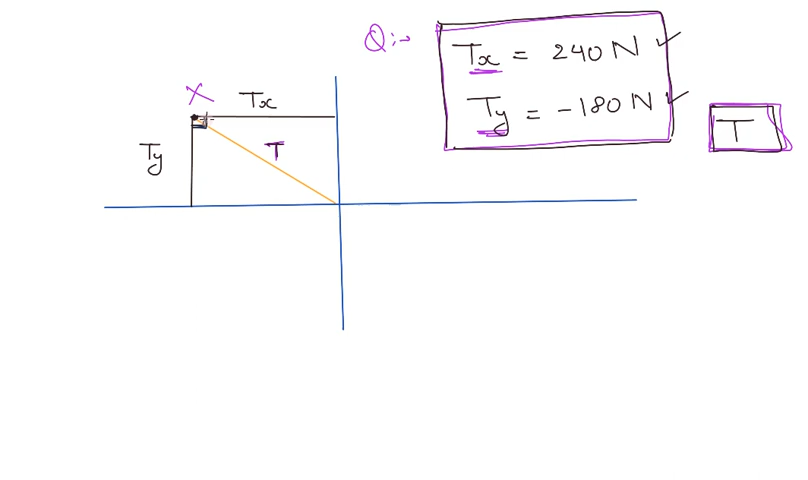 Q:→
Tx = 240 N ✓
Ty = -180 N ✓
T
X
Tx
Ty
T